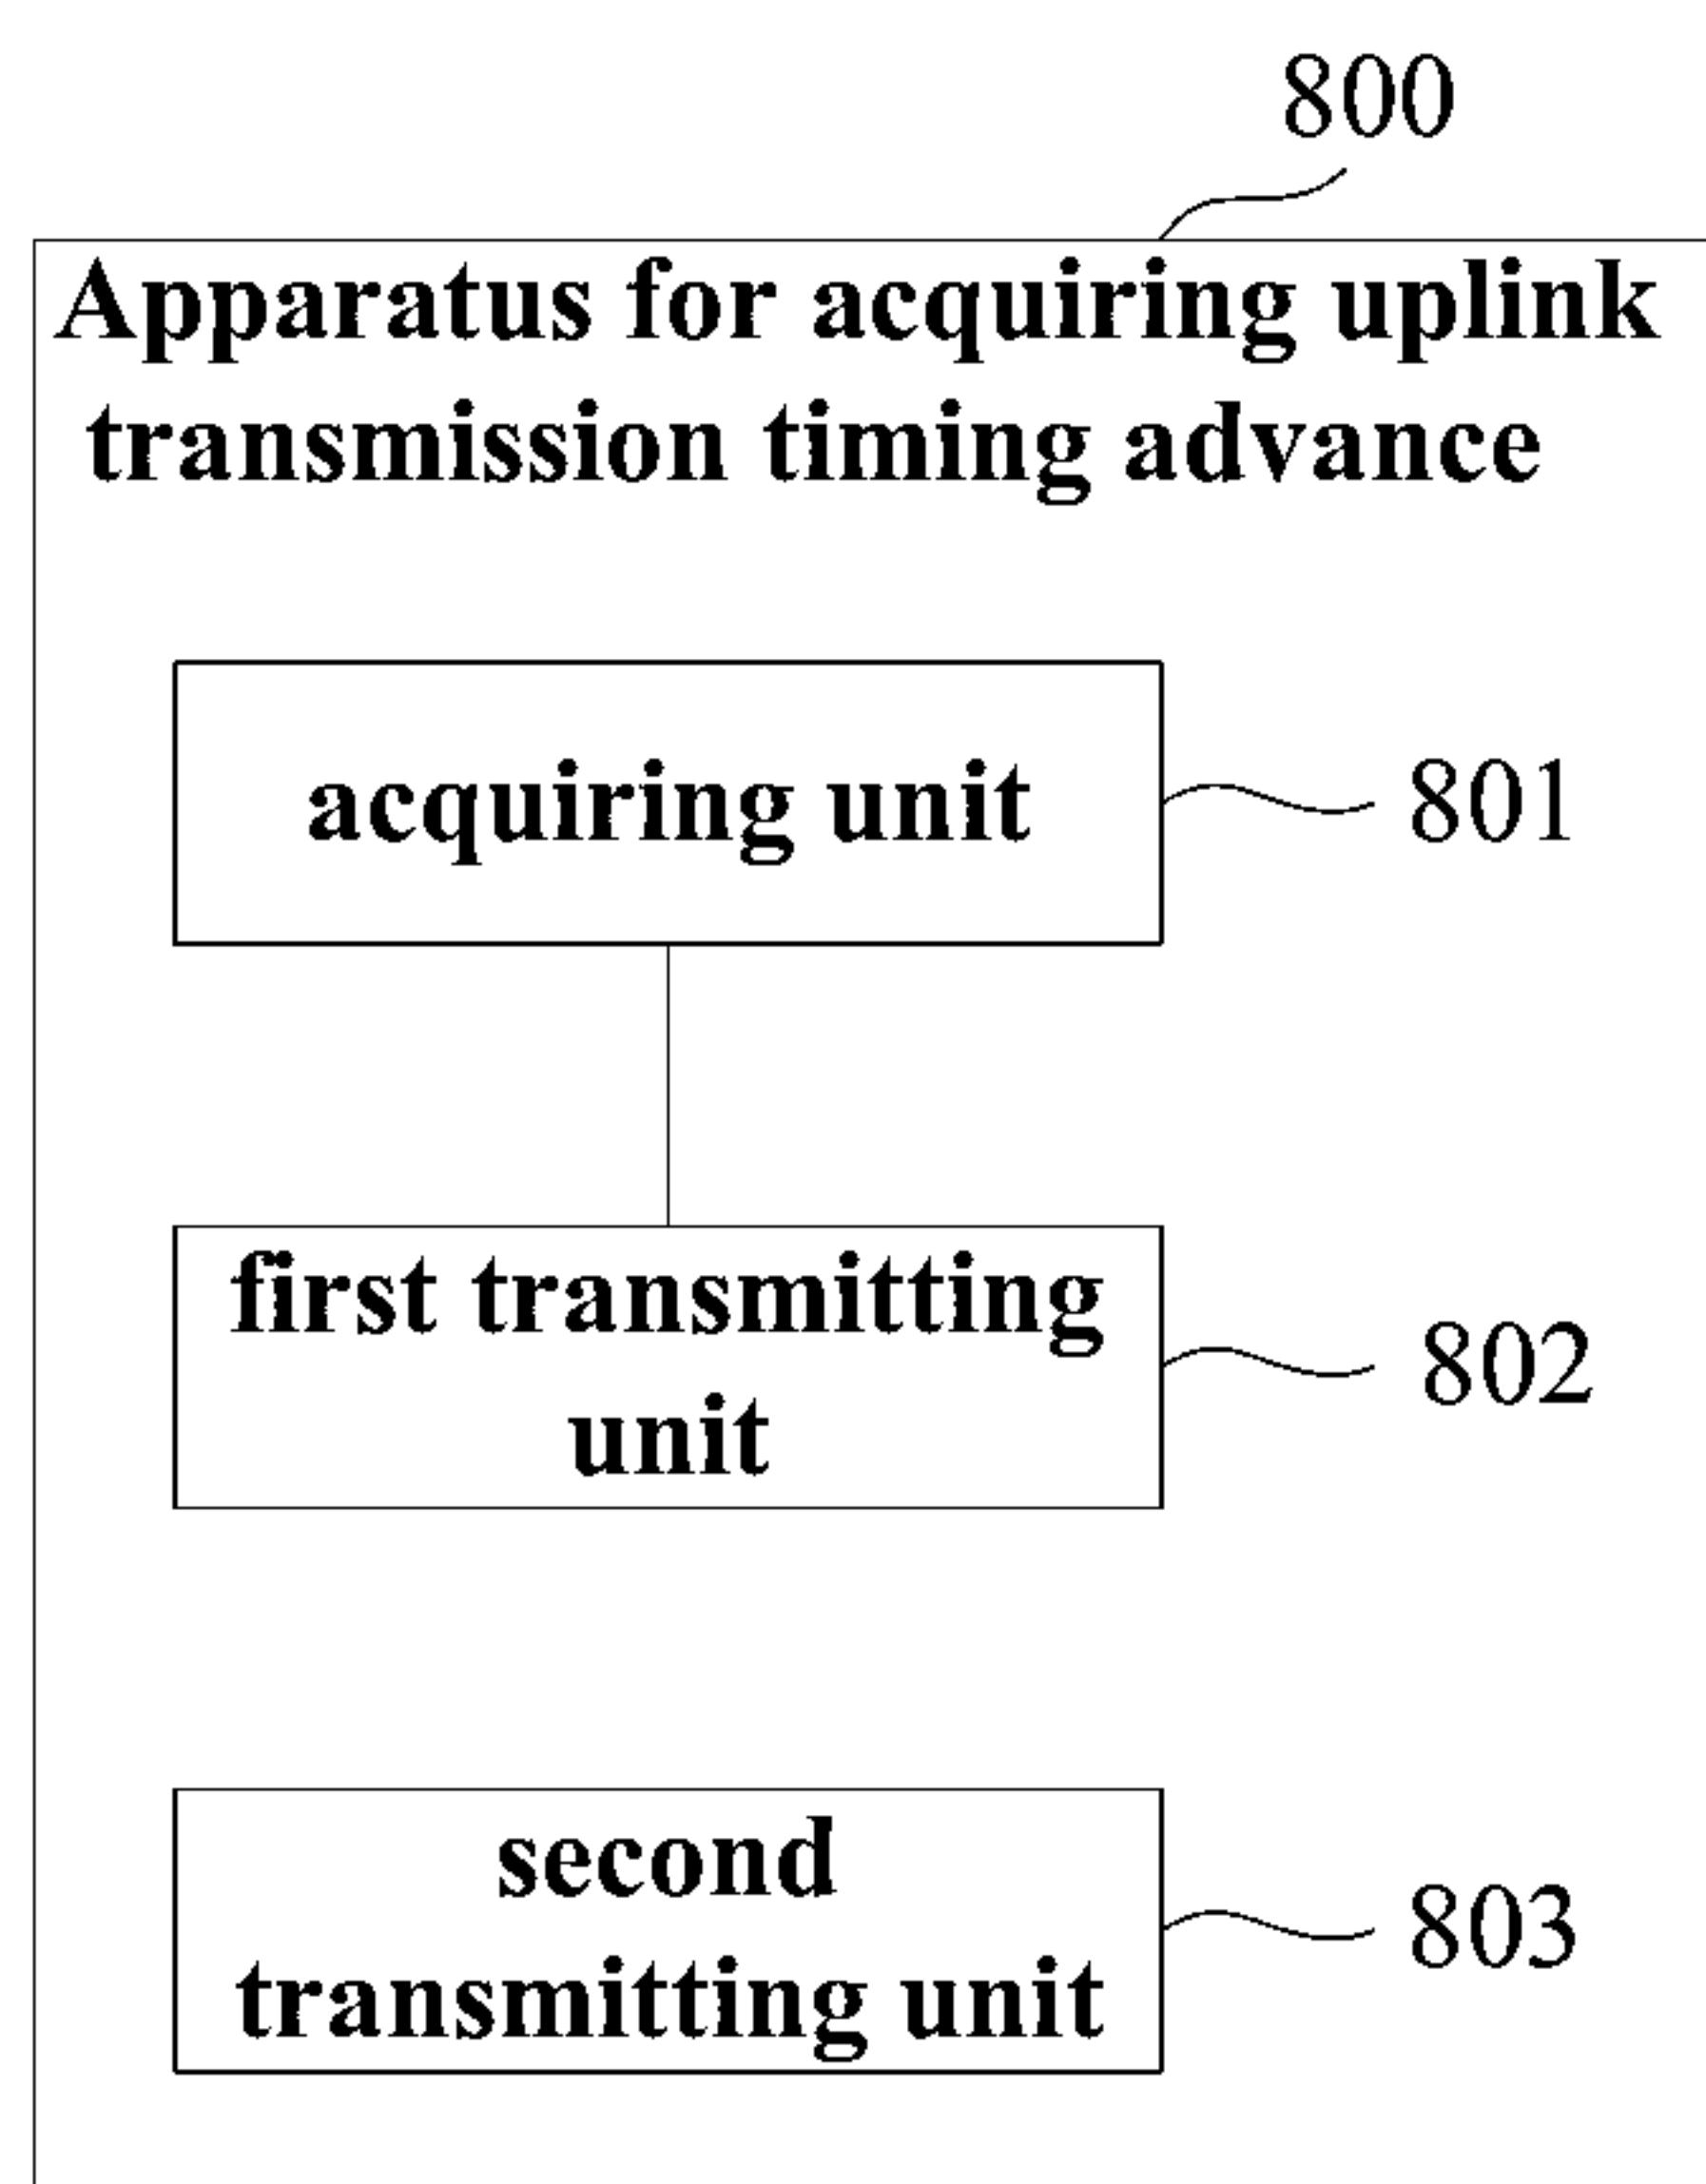 800
Apparatus for acquiring uplink
transmission timing advance
acquiring unit
801
first transmitting
unit
802
second
transmitting unit
803